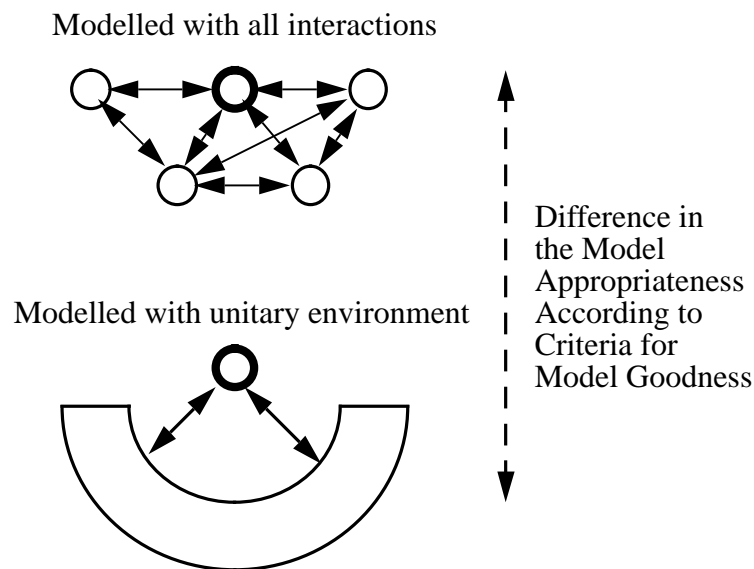 Modelled with all interactions
Difference in
the Model
Appropriateness
According to
Criteria for
Model Goodness
Modelled with unitary environment